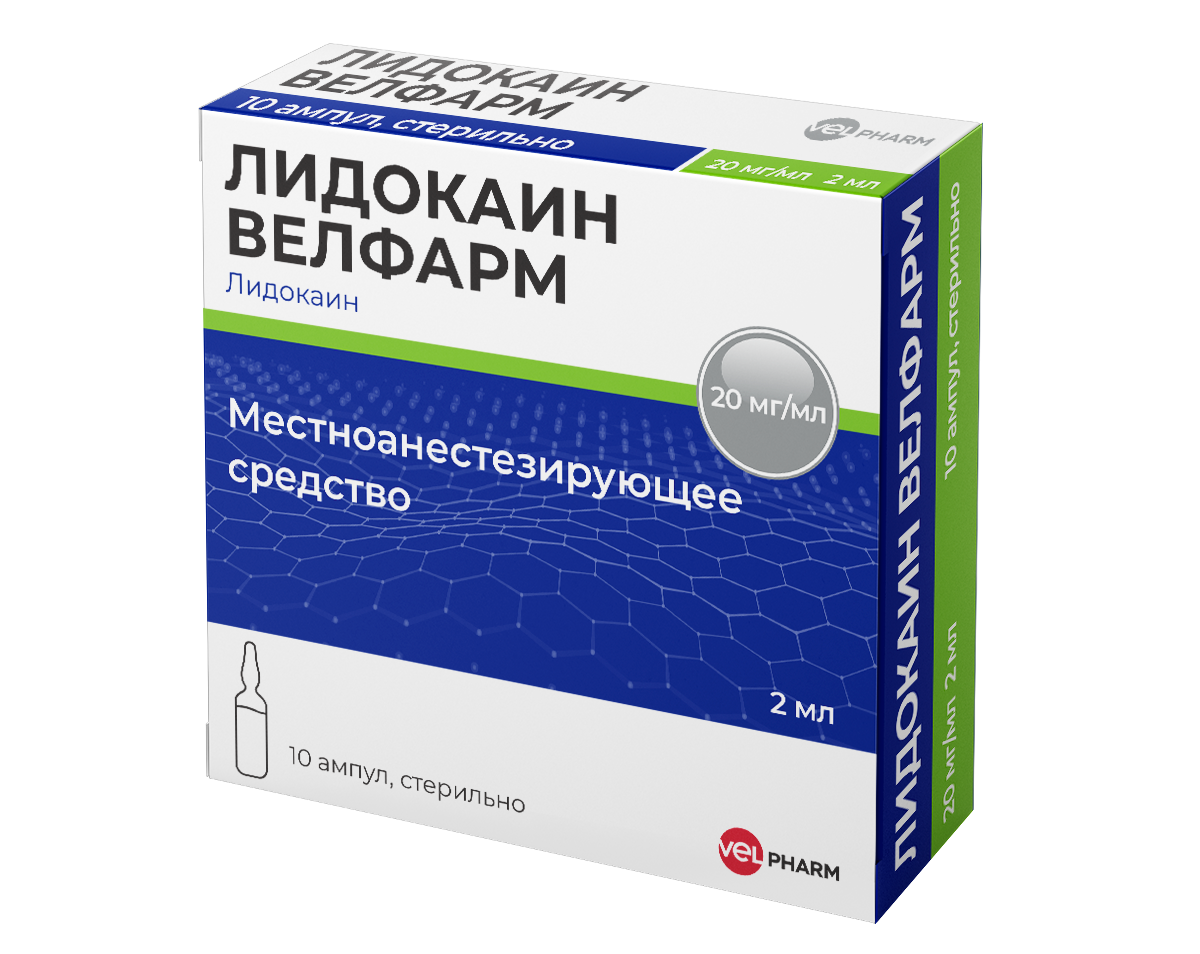 ЛИДОКАИН
ВЕЛФАРМ
10 ампул, стерильно
20 мг/мл 2 мл
VELPHARM
ЛИДОКАИН
ВЕЛФАРМ
Лидокаин
20 мг/мл
Местноанестезирующее
средство
2 мл
10 ампул, стерильно
VELPHARM
ЛИДОКАИН ВЕЛФАРМ
20 мг/мл 2 мл
10 ампул, стерильно